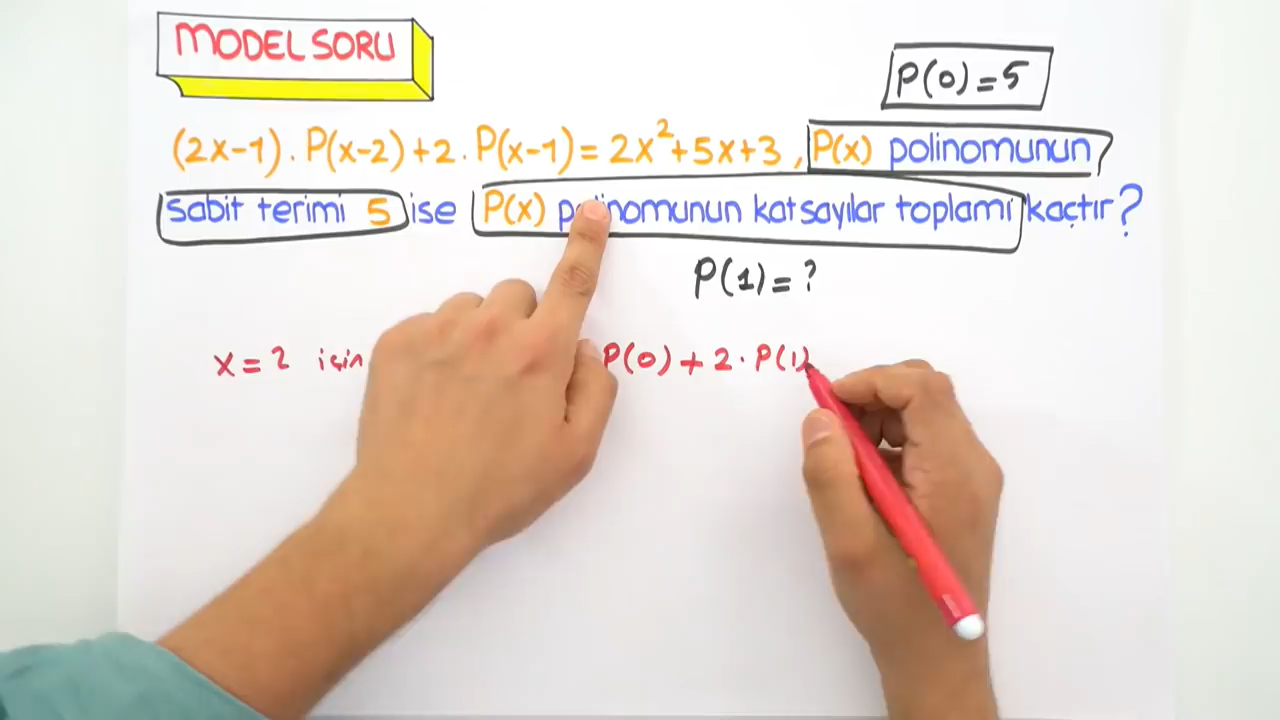 MODEL SORU
P(0)=5
(2x-1).P(x-2)+2.P(x-1)=2x²+5x+3, P(x) polinomunun
sabit terimi 5 ise P(x) polinomunun katsayılar toplamı kaçtır?
P(1)=?
x=2 için P(0)+2·P(1)